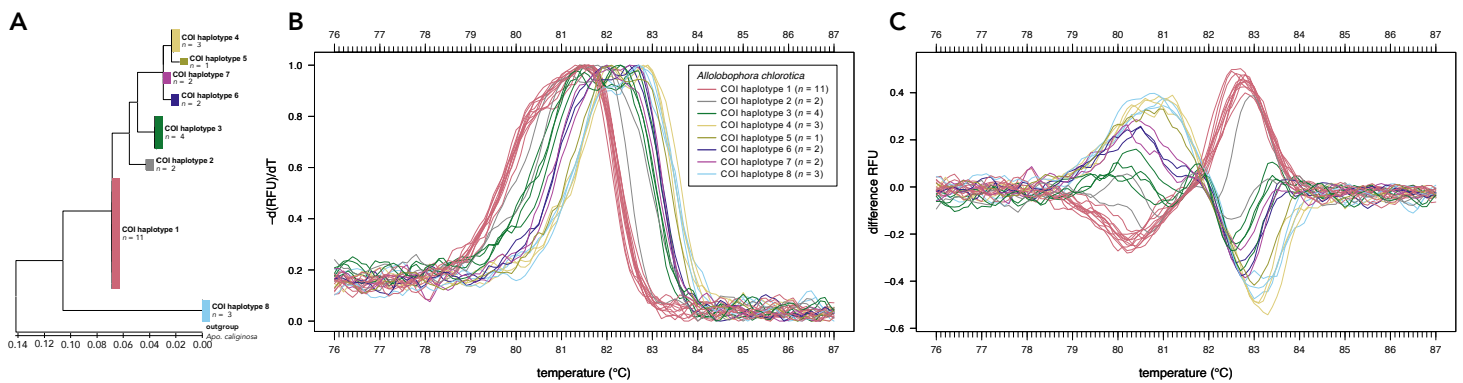 A
COI haplotype 4
n = 3
COI haplotype 5
n = 1
COI haplotype 7
n = 2
COI haplotype 6
n = 2
COI haplotype 3
n = 4
COI haplotype 2
n = 2
COI haplotype 1
n = 11
COI haplotype 8
n = 3
outgroup
Apo. caliginosa
0.14 0.12 0.10 0.08 0.06 0.04 0.02 0.00
B
76 77 78 79 80 81 82 83 84 85 86 87
1.0
0.8
0.6
0.4
0.2
0.0
-d(RFU)/dT
Allolobophora chlorotica
COI haplotype 1 (n = 11)
COI haplotype 2 (n = 2)
COI haplotype 3 (n = 4)
COI haplotype 4 (n = 3)
COI haplotype 5 (n = 1)
COI haplotype 6 (n = 2)
COI haplotype 7 (n = 2)
COI haplotype 8 (n = 3)
76 77 78 79 80 81 82 83 84 85 86 87
temperature (°C)
C
76 77 78 79 80 81 82 83 84 85 86 87
0.4
0.2
0.0
-0.2
-0.4
-0.6
difference RFU
76 77 78 79 80 81 82 83 84 85 86 87
temperature (°C)